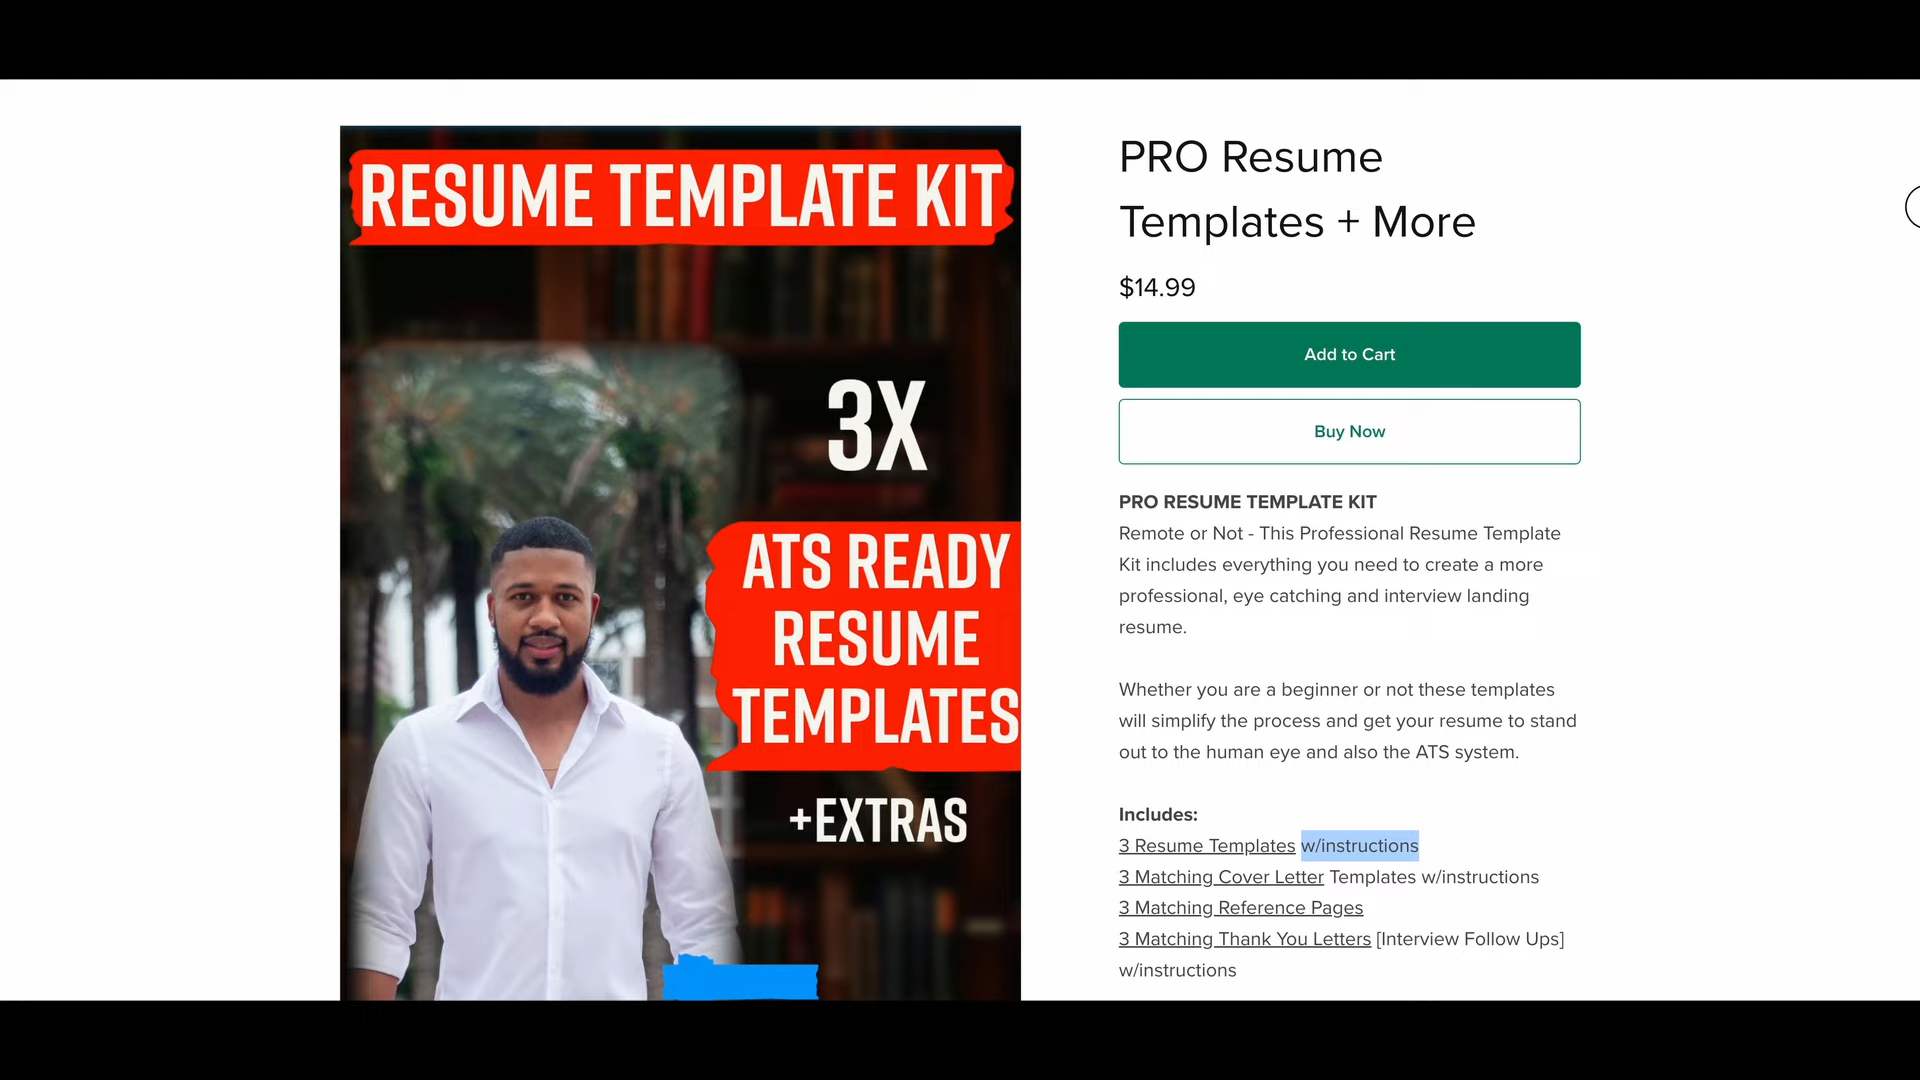 RESUME TEMPLATE KIT
3X
ATS READY
RESUME
TEMPLATES
+EXTRAS
PRO Resume
Templates + More
$14.99
Add to Cart
Buy Now
PRO RESUME TEMPLATE KIT
Remote or Not - This Professional Resume Template
Kit includes everything you need to create a more
professional, eye catching and interview landing
resume.
Whether you are a beginner or not these templates
will simplify the process and get your resume to stand
out to the human eye and also the ATS system.
Includes:
3 Resume Templates w/instructions
3 Matching Cover Letter Templates w/instructions
3 Matching Reference Pages
3 Matching Thank You Letters [Interview Follow Ups]
w/instructions